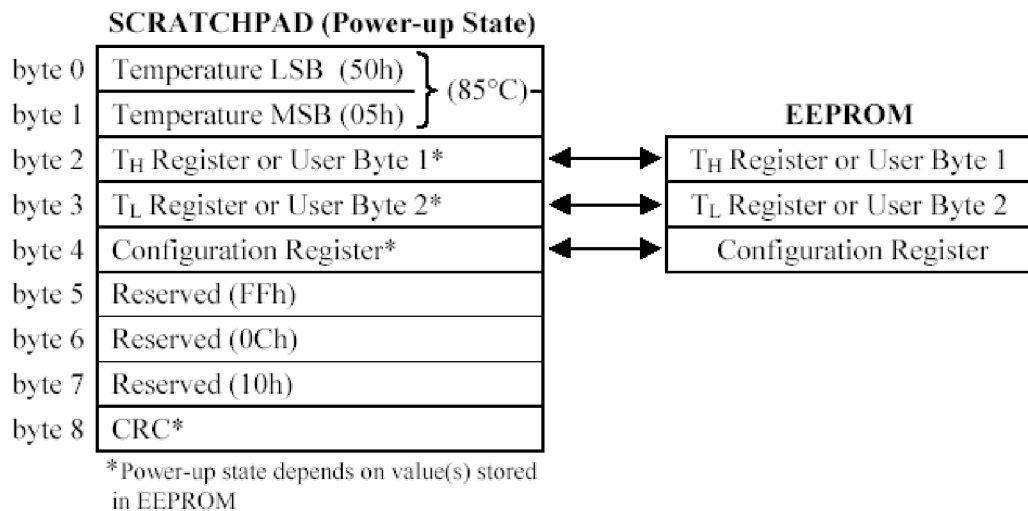 SCRATCHPAD (Power-up State)
byte 0 Temperature LSB (50h)
(85°C)
byte 1 Temperature MSB (05h)
EEPROM
byte 2 TH Register or User Byte 1* TH Register or User Byte 1
byte 3 TL Register or User Byte 2* TL Register or User Byte 2
byte 4 Configuration Register* Configuration Register
byte 5 Reserved (FFh)
byte 6 Reserved (0Ch)
byte 7 Reserved (10h)
byte 8 CRC*
*Power-up state depends on value(s) stored
in EEPROM